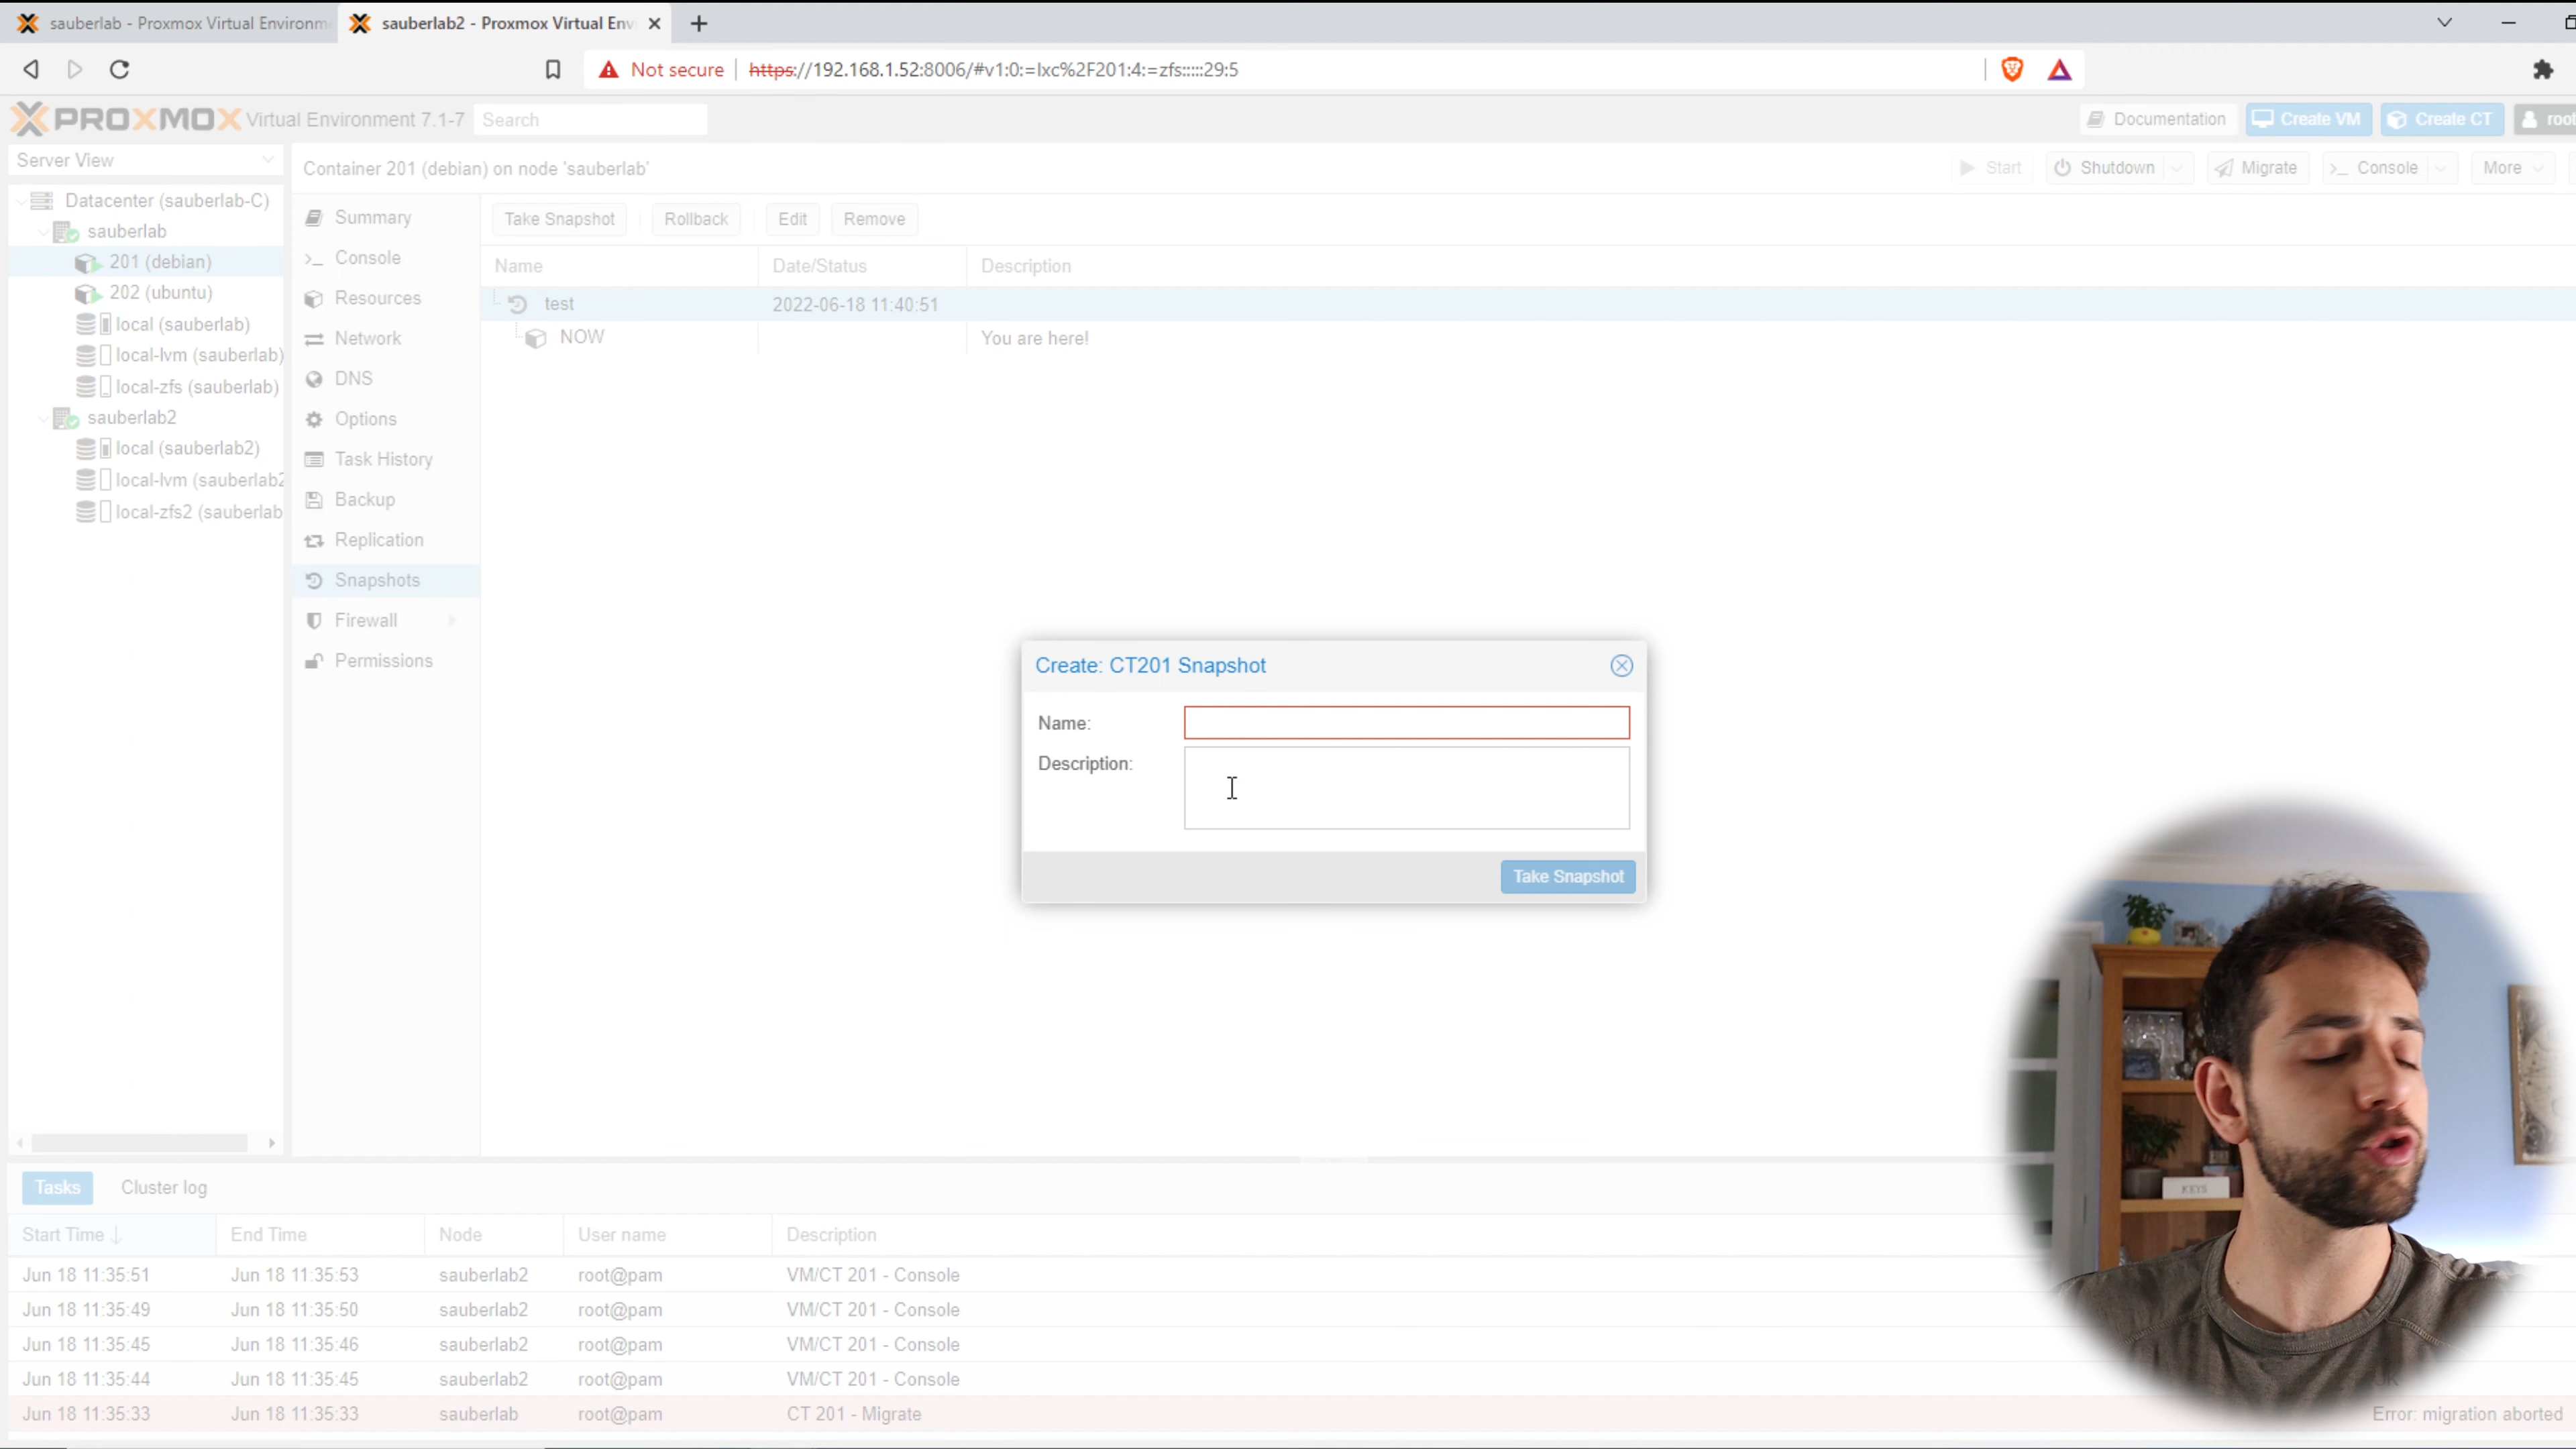 sauberlab - Proxmox Virtual Environm
sauberlab2 - Proxmox Virtual Env
Not secure
https://192.168.1.52:8006/#v1:0:=lxc%2F201:4:=zfs:::::29:5
PROXMOX Virtual Environment 7.1-7
Search
Documentation
Create VM
Create CT
root
Server View
Container 201 (debian) on node 'sauberlab'
Start
Shutdown
Migrate
Console
More
Datacenter (sauberlab-C)
sauberlab
201 (debian)
202 (ubuntu)
local (sauberlab)
local-lvm (sauberlab)
local-zfs (sauberlab)
sauberlab2
local (sauberlab2)
local-lvm (sauberlab2
local-zfs2 (sauberlab
Summary
Console
Resources
Network
DNS
Options
Task History
Backup
Replication
Snapshots
Firewall
Permissions
Take Snapshot
Rollback
Edit
Remove
Name Date/Status Description
test 2022-06-18 11:40:51
NOW You are here!
Create: CT201 Snapshot
Name:
Description:
Take Snapshot
KEYS
Tasks
Cluster log
Start Time End Time Node User name Description
Jun 18 11:35:51 Jun 18 11:35:53 sauberlab2 root@pam VM/CT 201 - Console
Jun 18 11:35:49 Jun 18 11:35:50 sauberlab2 root@pam VM/CT 201 - Console
Jun 18 11:35:45 Jun 18 11:35:46 sauberlab2 root@pam VM/CT 201 - Console
Jun 18 11:35:44 Jun 18 11:35:45 sauberlab2 root@pam VM/CT 201 - Console
Jun 18 11:35:33 Jun 18 11:35:33 sauberlab root@pam CT 201 - Migrate Error: migration aborted